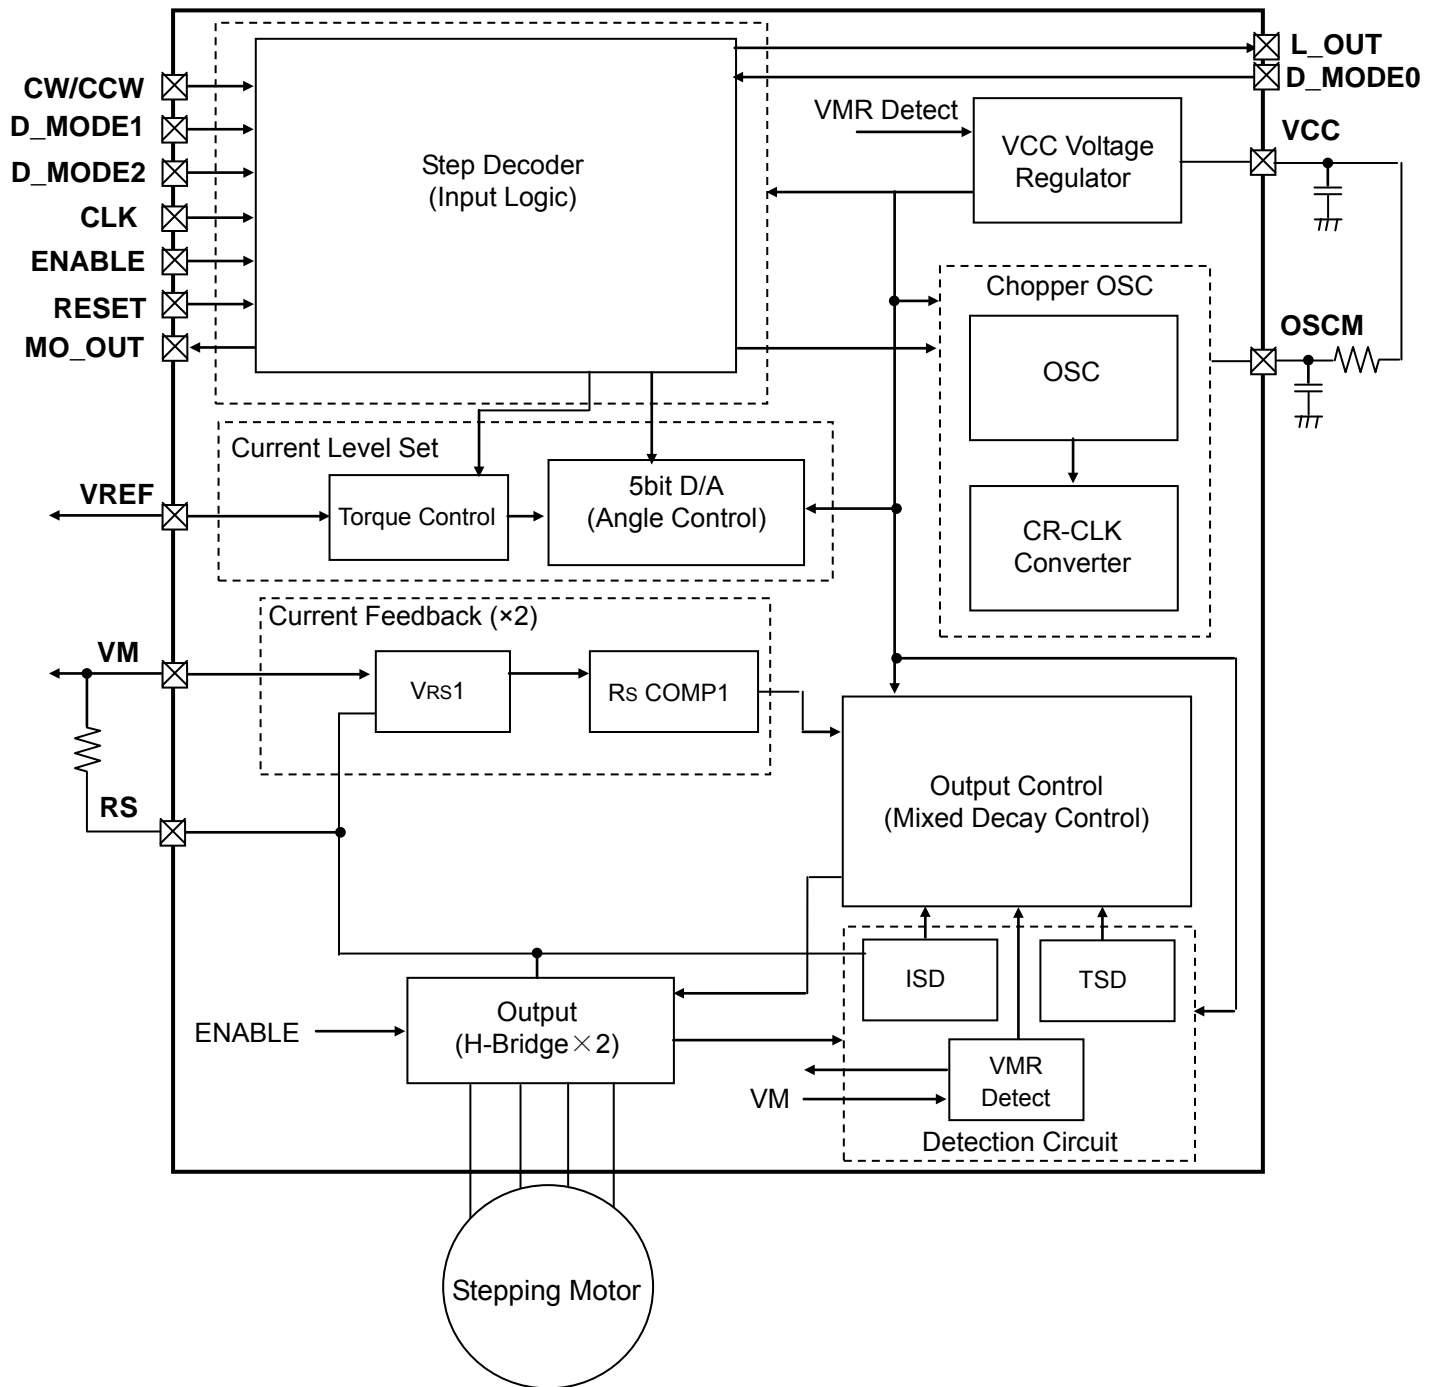 L_OUT
CW/CCW
D_MODE0
D_MODE1
VMR Detect
VCC
VCC Voltage
Regulator
Step Decoder
(Input Logic)
D_MODE2
CLK
ENABLE
RESET
MO_OUT
Chopper OSC
OSCM
OSC
Current Level Set
VREF
Torque Control
5bit D/A
(Angle Control)
CR-CLK
Converter
Current Feedback (×2)
VM
VRS1
RS COMP1
RS
Output Control
(Mixed Decay Control)
ISD
TSD
ENABLE
Output
(H-Bridge×2)
VM
VMR
Detect
Detection Circuit
Stepping Motor